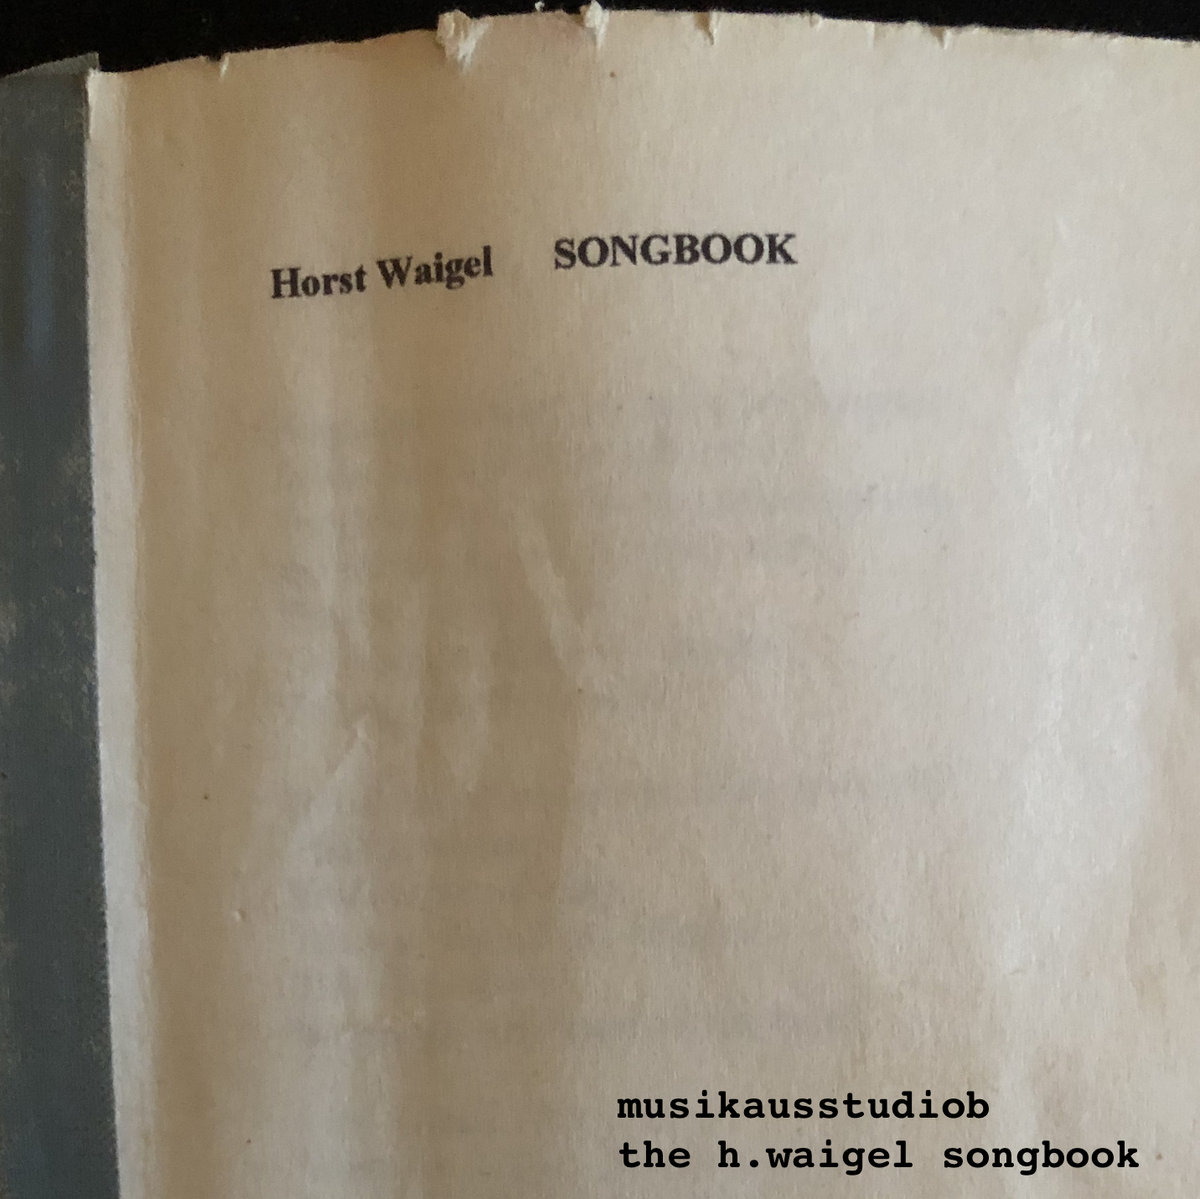 Horst Waigel SONGBOOK
musikausstudiob
the h.waigel songbook